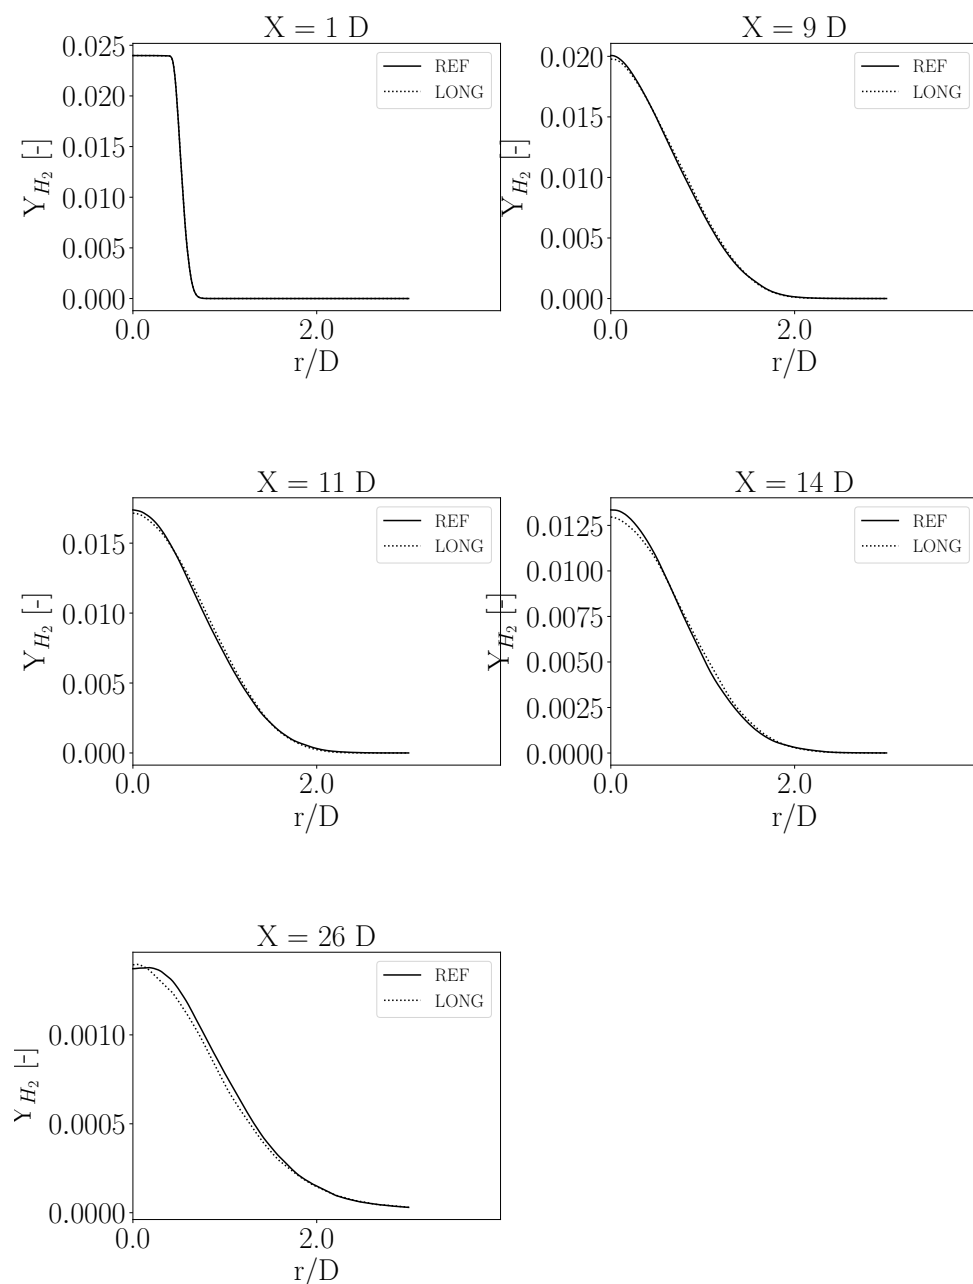 X = 1 D
0.025
0.020
0.015
0.010
0.005
0.000
Y_{H_2} [-]
REF
LONG
0.0 2.0
r/D
X = 9 D
0.020
0.015
0.010
0.005
0.000
Y_{H_2} [-]
REF
LONG
0.0 2.0
r/D
X = 11 D
0.015
0.010
0.005
0.000
Y_{H_2} [-]
REF
LONG
0.0 2.0
r/D
X = 14 D
0.0125
0.0100
0.0075
0.0050
0.0025
0.0000
Y_{H_2} [-]
REF
LONG
0.0 2.0
r/D
X = 26 D
0.0010
0.0005
0.0000
Y_{H_2} [-]
REF
LONG
0.0 2.0
r/D